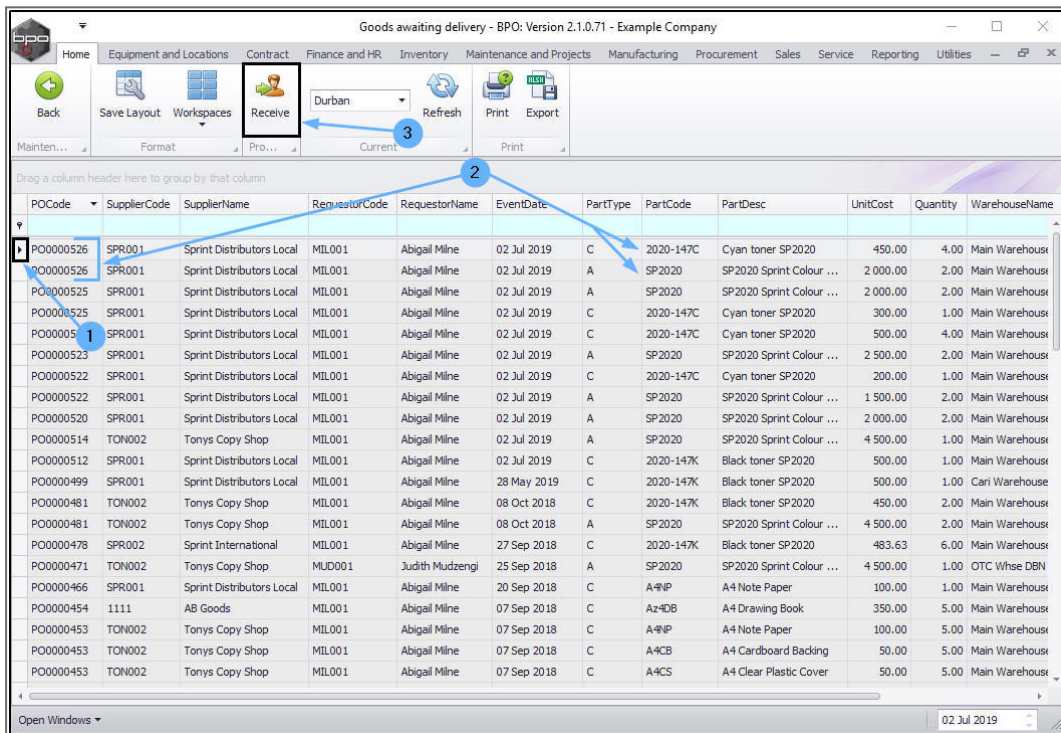 Goods awaiting delivery - BPO: Version 2.1.0.71 - Example Company
bpo
Home Equipment and Locations Contract Finance and HR Inventory Maintenance and Projects Manufacturing Procurement Sales Service Reporting Utilities
Back Save Layout Workspaces Receive Durban Refresh Print Export
XLSX
3
Mainten... Format Pro... Current Print
Drag a column header here to group by that column
2
POCode SupplierCode SupplierName RequestorCode RequestorName EventDate PartType PartCode PartDesc UnitCost Quantity WarehouseName
PO0000526 SPR001 Sprint Distributors Local MIL001 Abigail Milne 02 Jul 2019 C 2020-147C Cyan toner SP2020 450.00 4.00 Main Warehouse
PO0000526 SPR001 Sprint Distributors Local MIL001 Abigail Milne 02 Jul 2019 A SP2020 SP2020 Sprint Colour ... 2 000.00 2.00 Main Warehouse
PO0000525 SPR001 Sprint Distributors Local MIL001 Abigail Milne 02 Jul 2019 A SP2020 SP2020 Sprint Colour ... 2 000.00 2.00 Main Warehouse
PO0000525 SPR001 Sprint Distributors Local MIL001 Abigail Milne 02 Jul 2019 C 2020-147C Cyan toner SP2020 300.00 1.00 Main Warehouse
1
SPR001 Sprint Distributors Local MIL001 Abigail Milne 02 Jul 2019 C 2020-147C Cyan toner SP2020 500.00 4.00 Main Warehouse
PO0000523 SPR001 Sprint Distributors Local MIL001 Abigail Milne 02 Jul 2019 A SP2020 SP2020 Sprint Colour ... 2 500.00 2.00 Main Warehouse
PO0000522 SPR001 Sprint Distributors Local MIL001 Abigail Milne 02 Jul 2019 C 2020-147C Cyan toner SP2020 200.00 1.00 Main Warehouse
PO0000522 SPR001 Sprint Distributors Local MIL001 Abigail Milne 02 Jul 2019 A SP2020 SP2020 Sprint Colour ... 1 500.00 2.00 Main Warehouse
PO0000520 SPR001 Sprint Distributors Local MIL001 Abigail Milne 02 Jul 2019 A SP2020 SP2020 Sprint Colour ... 2 000.00 2.00 Main Warehouse
PO0000514 TON002 Tonys Copy Shop MIL001 Abigail Milne 02 Jul 2019 A SP2020 SP2020 Sprint Colour ... 4 500.00 1.00 Main Warehouse
PO0000512 SPR001 Sprint Distributors Local MIL001 Abigail Milne 02 Jul 2019 C 2020-147K Black toner SP2020 500.00 1.00 Main Warehouse
PO0000499 SPR001 Sprint Distributors Local MIL001 Abigail Milne 28 May 2019 C 2020-147K Black toner SP2020 500.00 1.00 Cari Warehouse
PO0000481 TON002 Tonys Copy Shop MIL001 Abigail Milne 08 Oct 2018 C 2020-147K Black toner SP2020 450.00 2.00 Main Warehouse
PO0000481 TON002 Tonys Copy Shop MIL001 Abigail Milne 08 Oct 2018 A SP2020 SP2020 Sprint Colour ... 4 500.00 2.00 Main Warehouse
PO0000478 SPR002 Sprint International MIL001 Abigail Milne 27 Sep 2018 C 2020-147K Black toner SP2020 483.63 6.00 Main Warehouse
PO0000471 TON002 Tonys Copy Shop MUD001 Judith Mudzengi 25 Sep 2018 A SP2020 SP2020 Sprint Colour ... 4 500.00 1.00 OTC Whse DBN
PO0000466 SPR001 Sprint Distributors Local MIL001 Abigail Milne 20 Sep 2018 C A4NP A4 Note Paper 100.00 1.00 Main Warehouse
PO0000454 1111 AB Goods MIL001 Abigail Milne 07 Sep 2018 C Az4DB A4 Drawing Book 350.00 5.00 Main Warehouse
PO0000453 TON002 Tonys Copy Shop MIL001 Abigail Milne 07 Sep 2018 C A4NP A4 Note Paper 100.00 5.00 Main Warehouse
PO0000453 TON002 Tonys Copy Shop MIL001 Abigail Milne 07 Sep 2018 C A4CB A4 Cardboard Backing 50.00 5.00 Main Warehouse
PO0000453 TON002 Tonys Copy Shop MIL001 Abigail Milne 07 Sep 2018 C A4CS A4 Clear Plastic Cover 50.00 5.00 Main Warehouse
Open Windows 02 Jul 2019